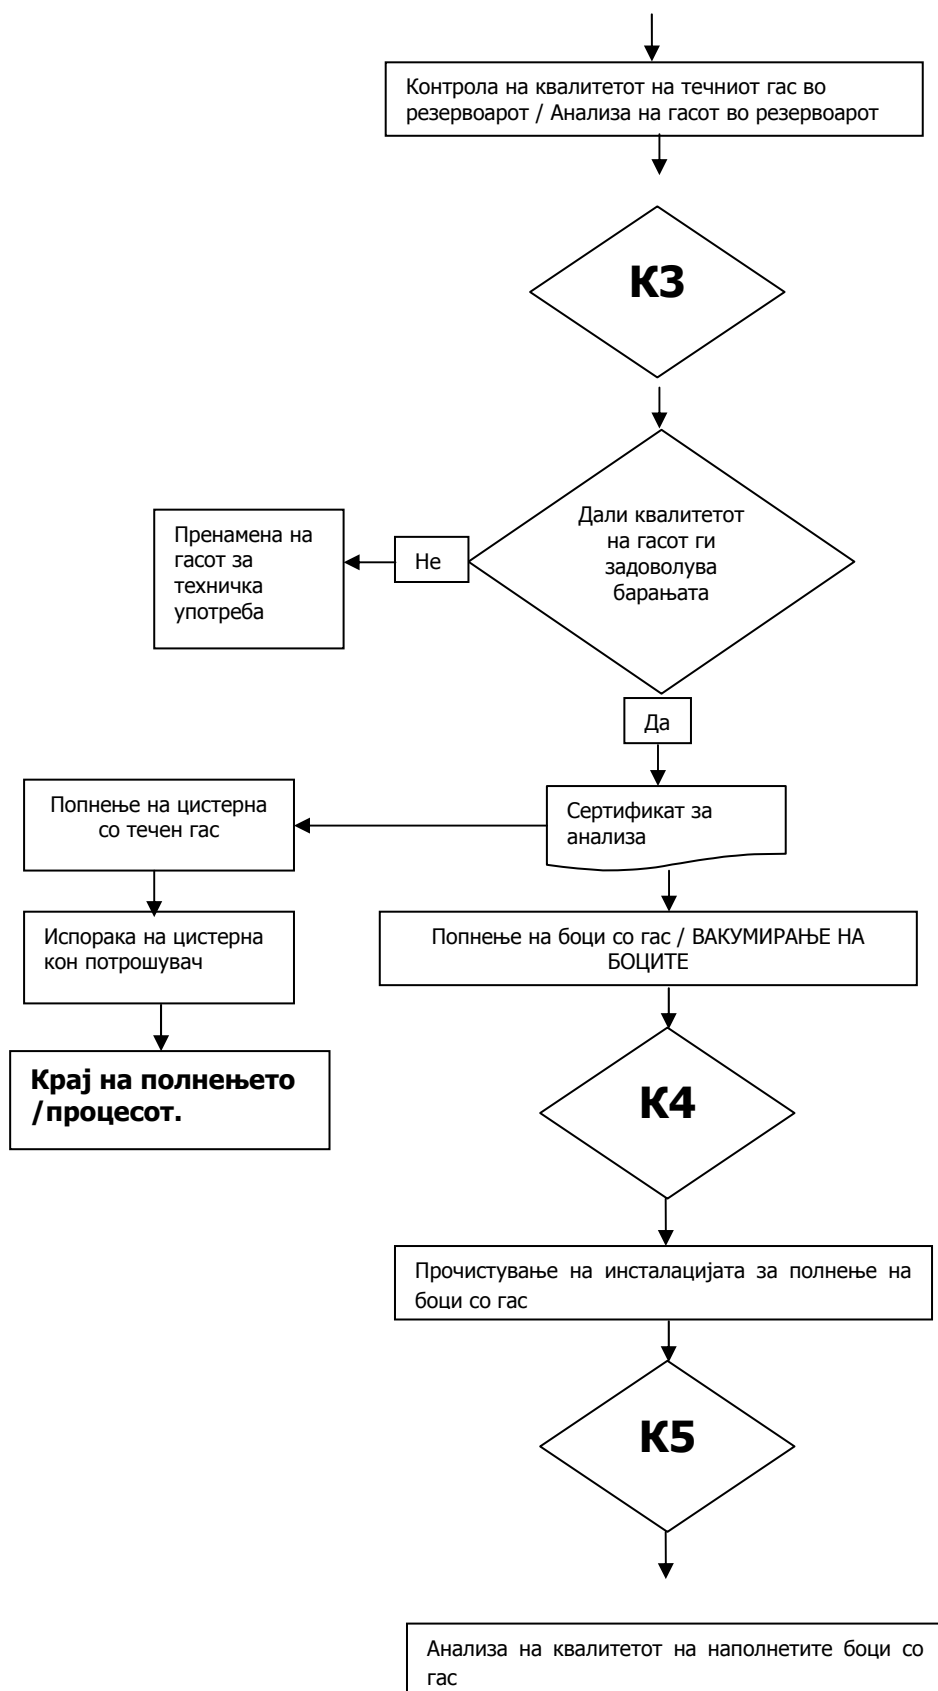 Контрола на квалитетот на течниот гас во
резервоарот / Анализа на гасот во резервоарот
К3
Дали квалитетот
на гасот ги
задоволува
барањата
Не
Пренамена на
гасот за
техничка
употреба
Да
Сертификат за
анализа
Попнење на цистерна
со течен гас
Испорака на цистерна
кон потрошувач
Крај на полнењето
/процесот.
Попнење на боци со гас / ВАКУМИРАЊЕ НА
БОЦИТЕ
К4
Прочистување на инсталацијата за полнење на
боци со гас
К5
Анализа на квалитетот на наполнетите боци со
гас